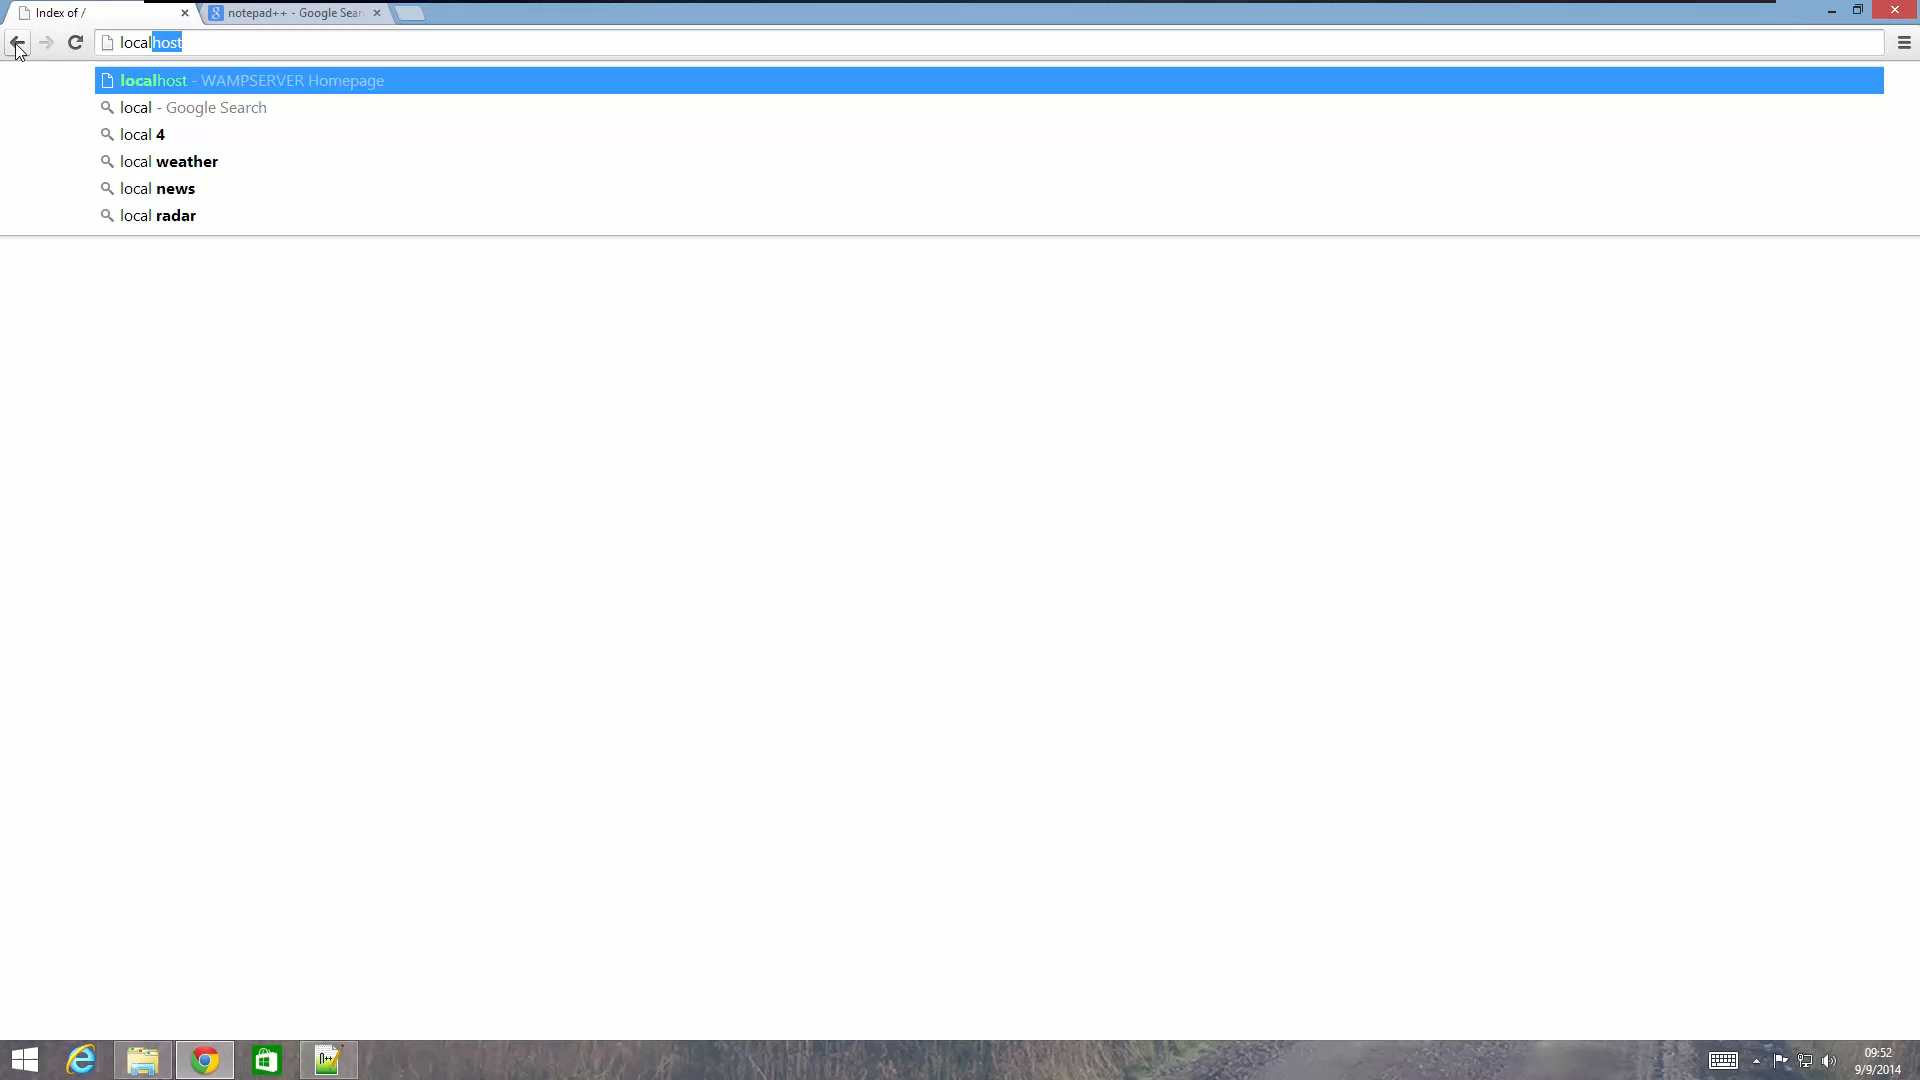 Index of /
notepad++ - Google Sear
localhost
localhost - WAMPSERVER Homepage
local - Google Search
local 4
local weather
local news
local radar
09:52
9/9/2014